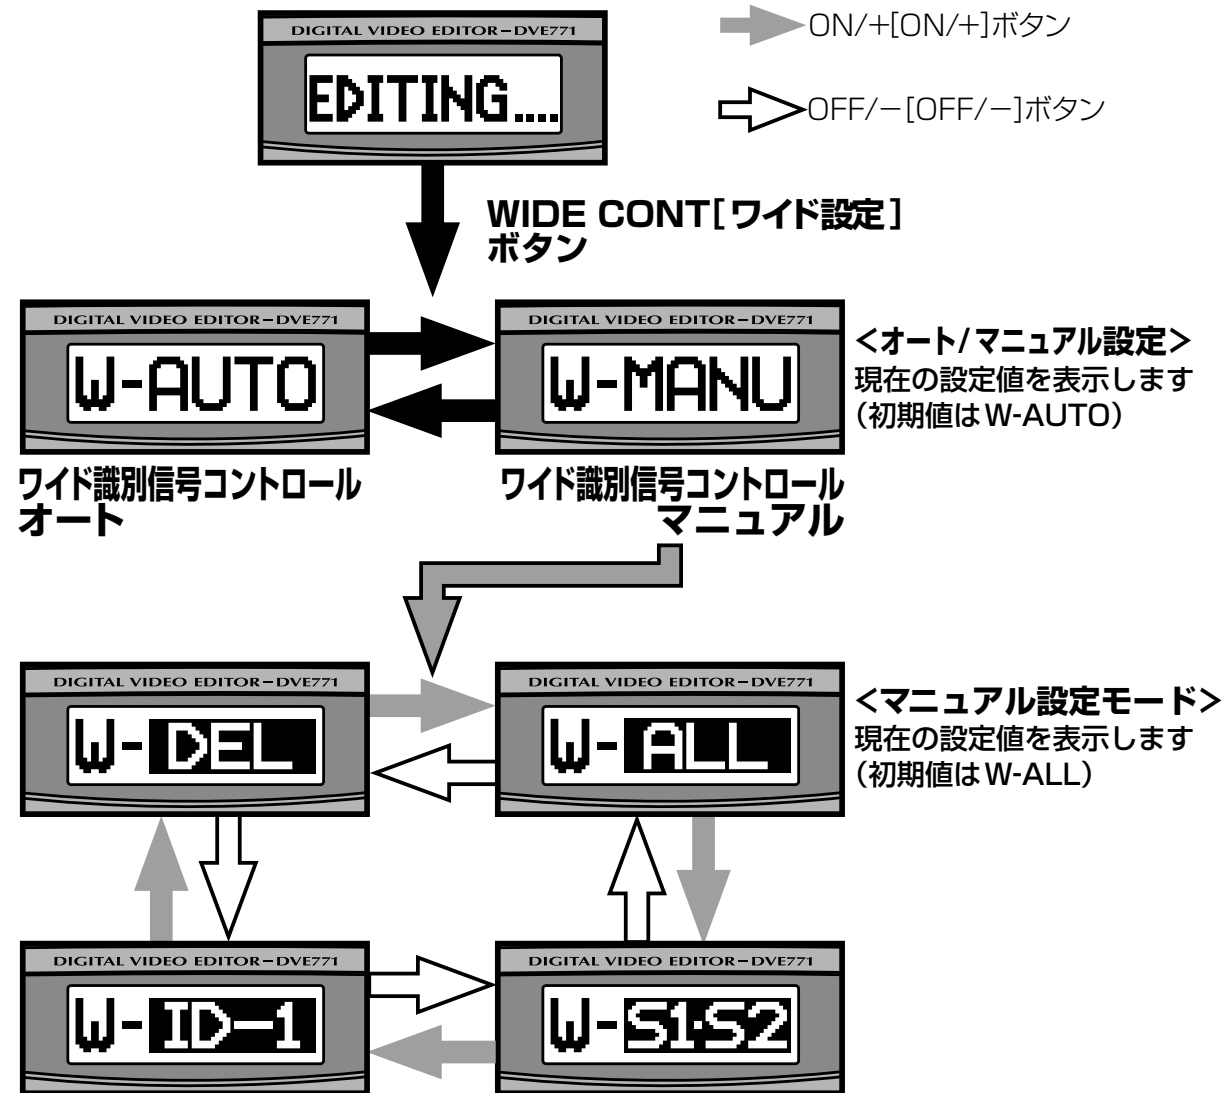 DIGITAL VIDEO EDITOR-DVE771
EDITING....
ON/+[ON/+]ボタン
OFF/－[OFF/－]ボタン
WIDE CONT[ワイド設定]
ボタン
DIGITAL VIDEO EDITOR-DVE771
W-AUTO
ワイド識別信号コントロール
オート
DIGITAL VIDEO EDITOR-DVE771
W-MANU
ワイド識別信号コントロール
マニュアル
<オート/マニュアル設定>
現在の設定値を表示します
（初期値はW-AUTO）
DIGITAL VIDEO EDITOR-DVE771
W-DEL
DIGITAL VIDEO EDITOR-DVE771
W-ALL
<マニュアル設定モード>
現在の設定値を表示します
（初期値はW-ALL）
DIGITAL VIDEO EDITOR-DVE771
W-ID-1
DIGITAL VIDEO EDITOR-DVE771
W-S1·S2